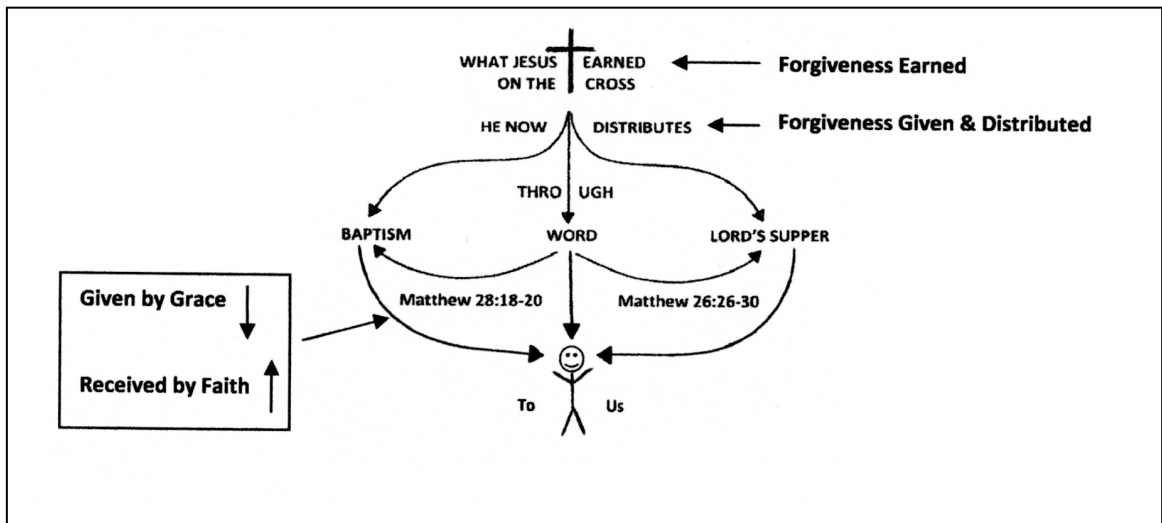 WHAT JESUS EARNED
ON THE CROSS
Forgiveness Earned
HE NOW DISTRIBUTES
Forgiveness Given & Distributed
THRO UGH
BAPTISM WORD LORD'S SUPPER
Matthew 28:18-20 Matthew 26:26-30
Given by Grace
Received by Faith
To Us